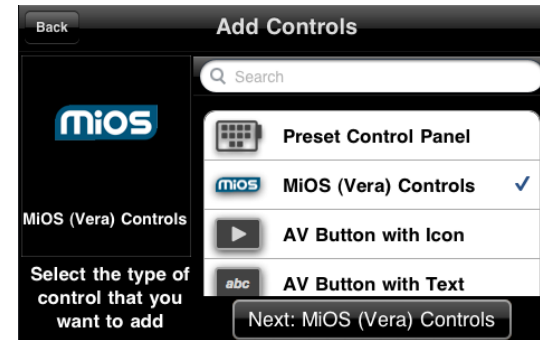 Back
Add Controls
Search
mios
MiOS (Vera) Controls
Select the type of
control that you
want to add
Preset Control Panel
mios
MiOS (Vera) Controls
AV Button with Icon
abc
AV Button with Text
Next: MiOS (Vera) Controls